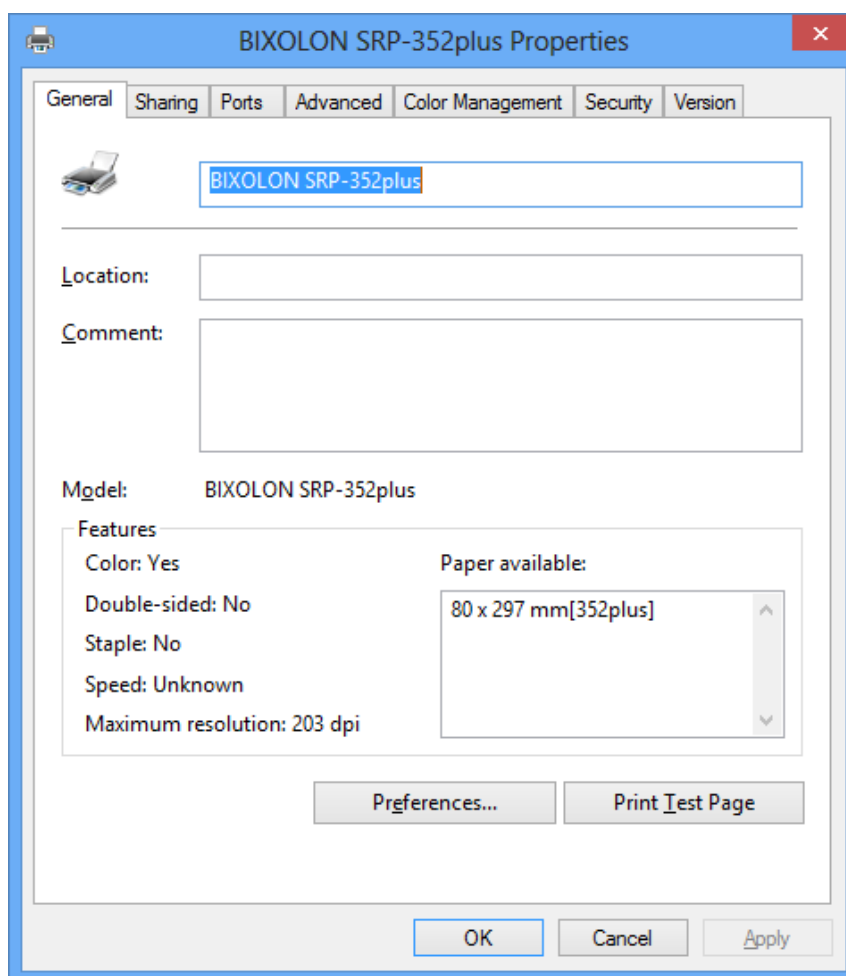 BIXOLON SRP-352plus Properties
General Sharing Ports Advanced Color Management Security Version
BIXOLON SRP-352plus
Location:
Comment:
Model: BIXOLON SRP-352plus
Features
Color: Yes
Paper available:
Double-sided: No
80 x 297 mm[352plus]
Staple: No
Speed: Unknown
Maximum resolution: 203 dpi
Preferences... Print Test Page
OK Cancel Apply